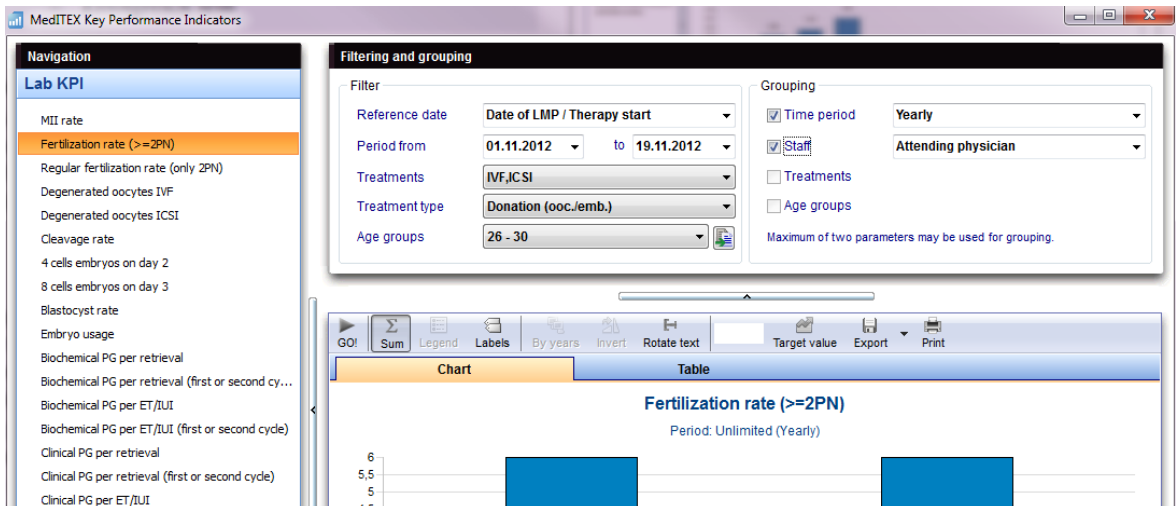 MedITEX Key Performance Indicators
Navigation
Lab KPI
MII rate
Fertilization rate (>=2PN)
Regular fertilization rate (only 2PN)
Degenerated oocytes IVF
Degenerated oocytes ICSI
Cleavage rate
4 cells embryos on day 2
8 cells embryos on day 3
Blastocyst rate
Embryo usage
Biochemical PG per retrieval
Biochemical PG per retrieval (first or second cy...
Biochemical PG per ET/IUI
Biochemical PG per ET/IUI (first or second cycle)
Clinical PG per retrieval
Clinical PG per retrieval (first or second cycle)
Clinical PG per ET/IUI
Filtering and grouping
Filter
Reference date Date of LMP / Therapy start
Period from 01.11.2012 to 19.11.2012
Treatments IVF,ICSI
Treatment type Donation (ooc./emb.)
Age groups 26 - 30
Grouping
Time period Yearly
Staff Attending physician
Treatments
Age groups
Maximum of two parameters may be used for grouping.
GO! Sum Legend Labels By years Invert Rotate text Target value Export Print
Chart Table
Fertilization rate (>=2PN)
Period: Unlimited (Yearly)
6
5,5
5